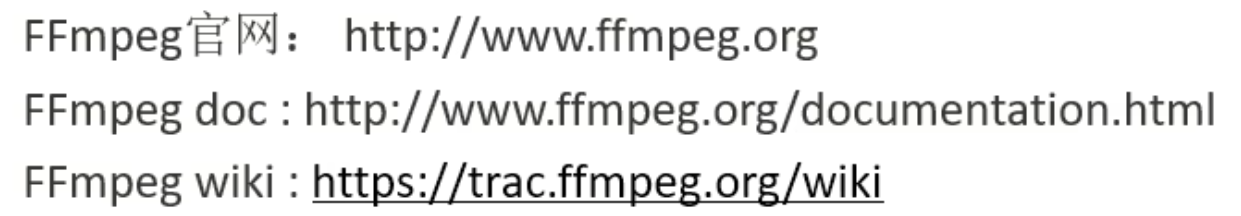 FFmpeg官网： http://www.ffmpeg.org
FFmpeg doc : http://www.ffmpeg.org/documentation.html
FFmpeg wiki : https://trac.ffmpeg.org/wiki